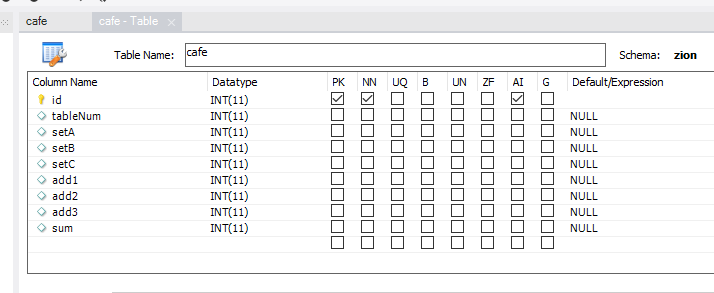 cafe cafe - Table ×
Table Name: cafe Schema: zion
Column Name Datatype PK NN UQ B UN ZF AI G Default/Expression
id INT(11)
tableNum INT(11) NULL
setA INT(11) NULL
setB INT(11) NULL
setC INT(11) NULL
add1 INT(11) NULL
add2 INT(11) NULL
add3 INT(11) NULL
sum INT(11) NULL